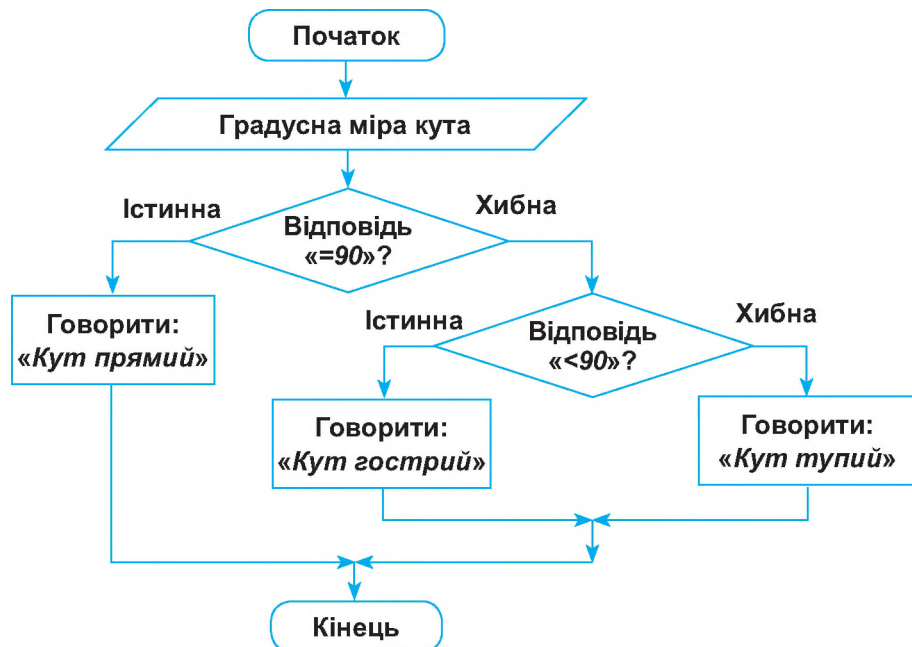 Початок
Градусна міра кута
Істинна
Хибна
Відповідь
«=90»?
Говорити:
«Кут прямий»
Істинна
Хибна
Відповідь
«<90»?
Говорити:
«Кут гострий»
Говорити:
«Кут тупий»
Кінець